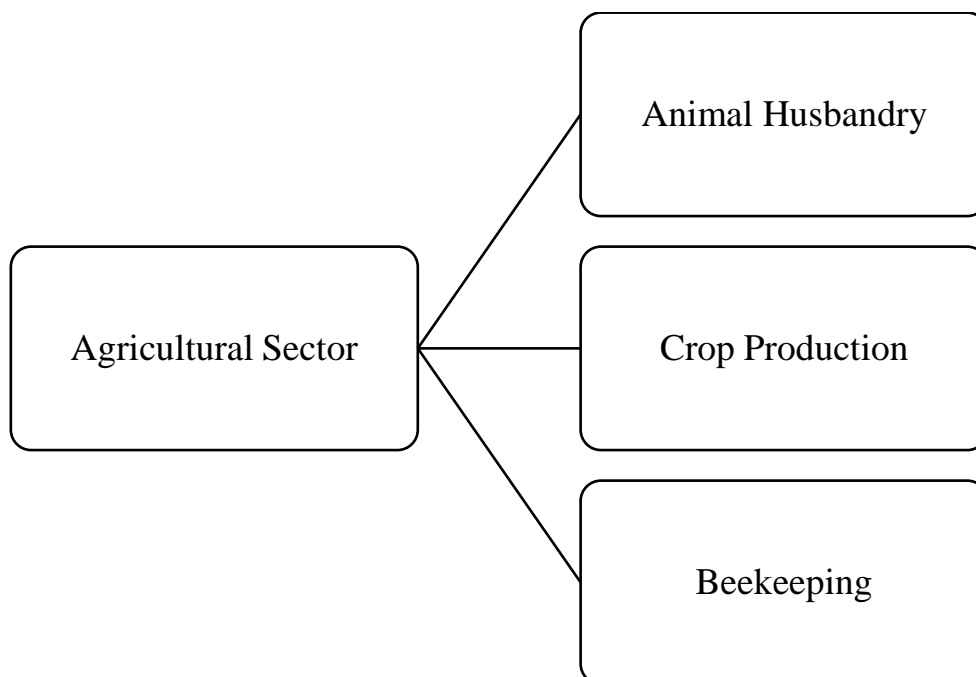 Animal Husbandry
Agricultural Sector
Crop Production
Beekeeping